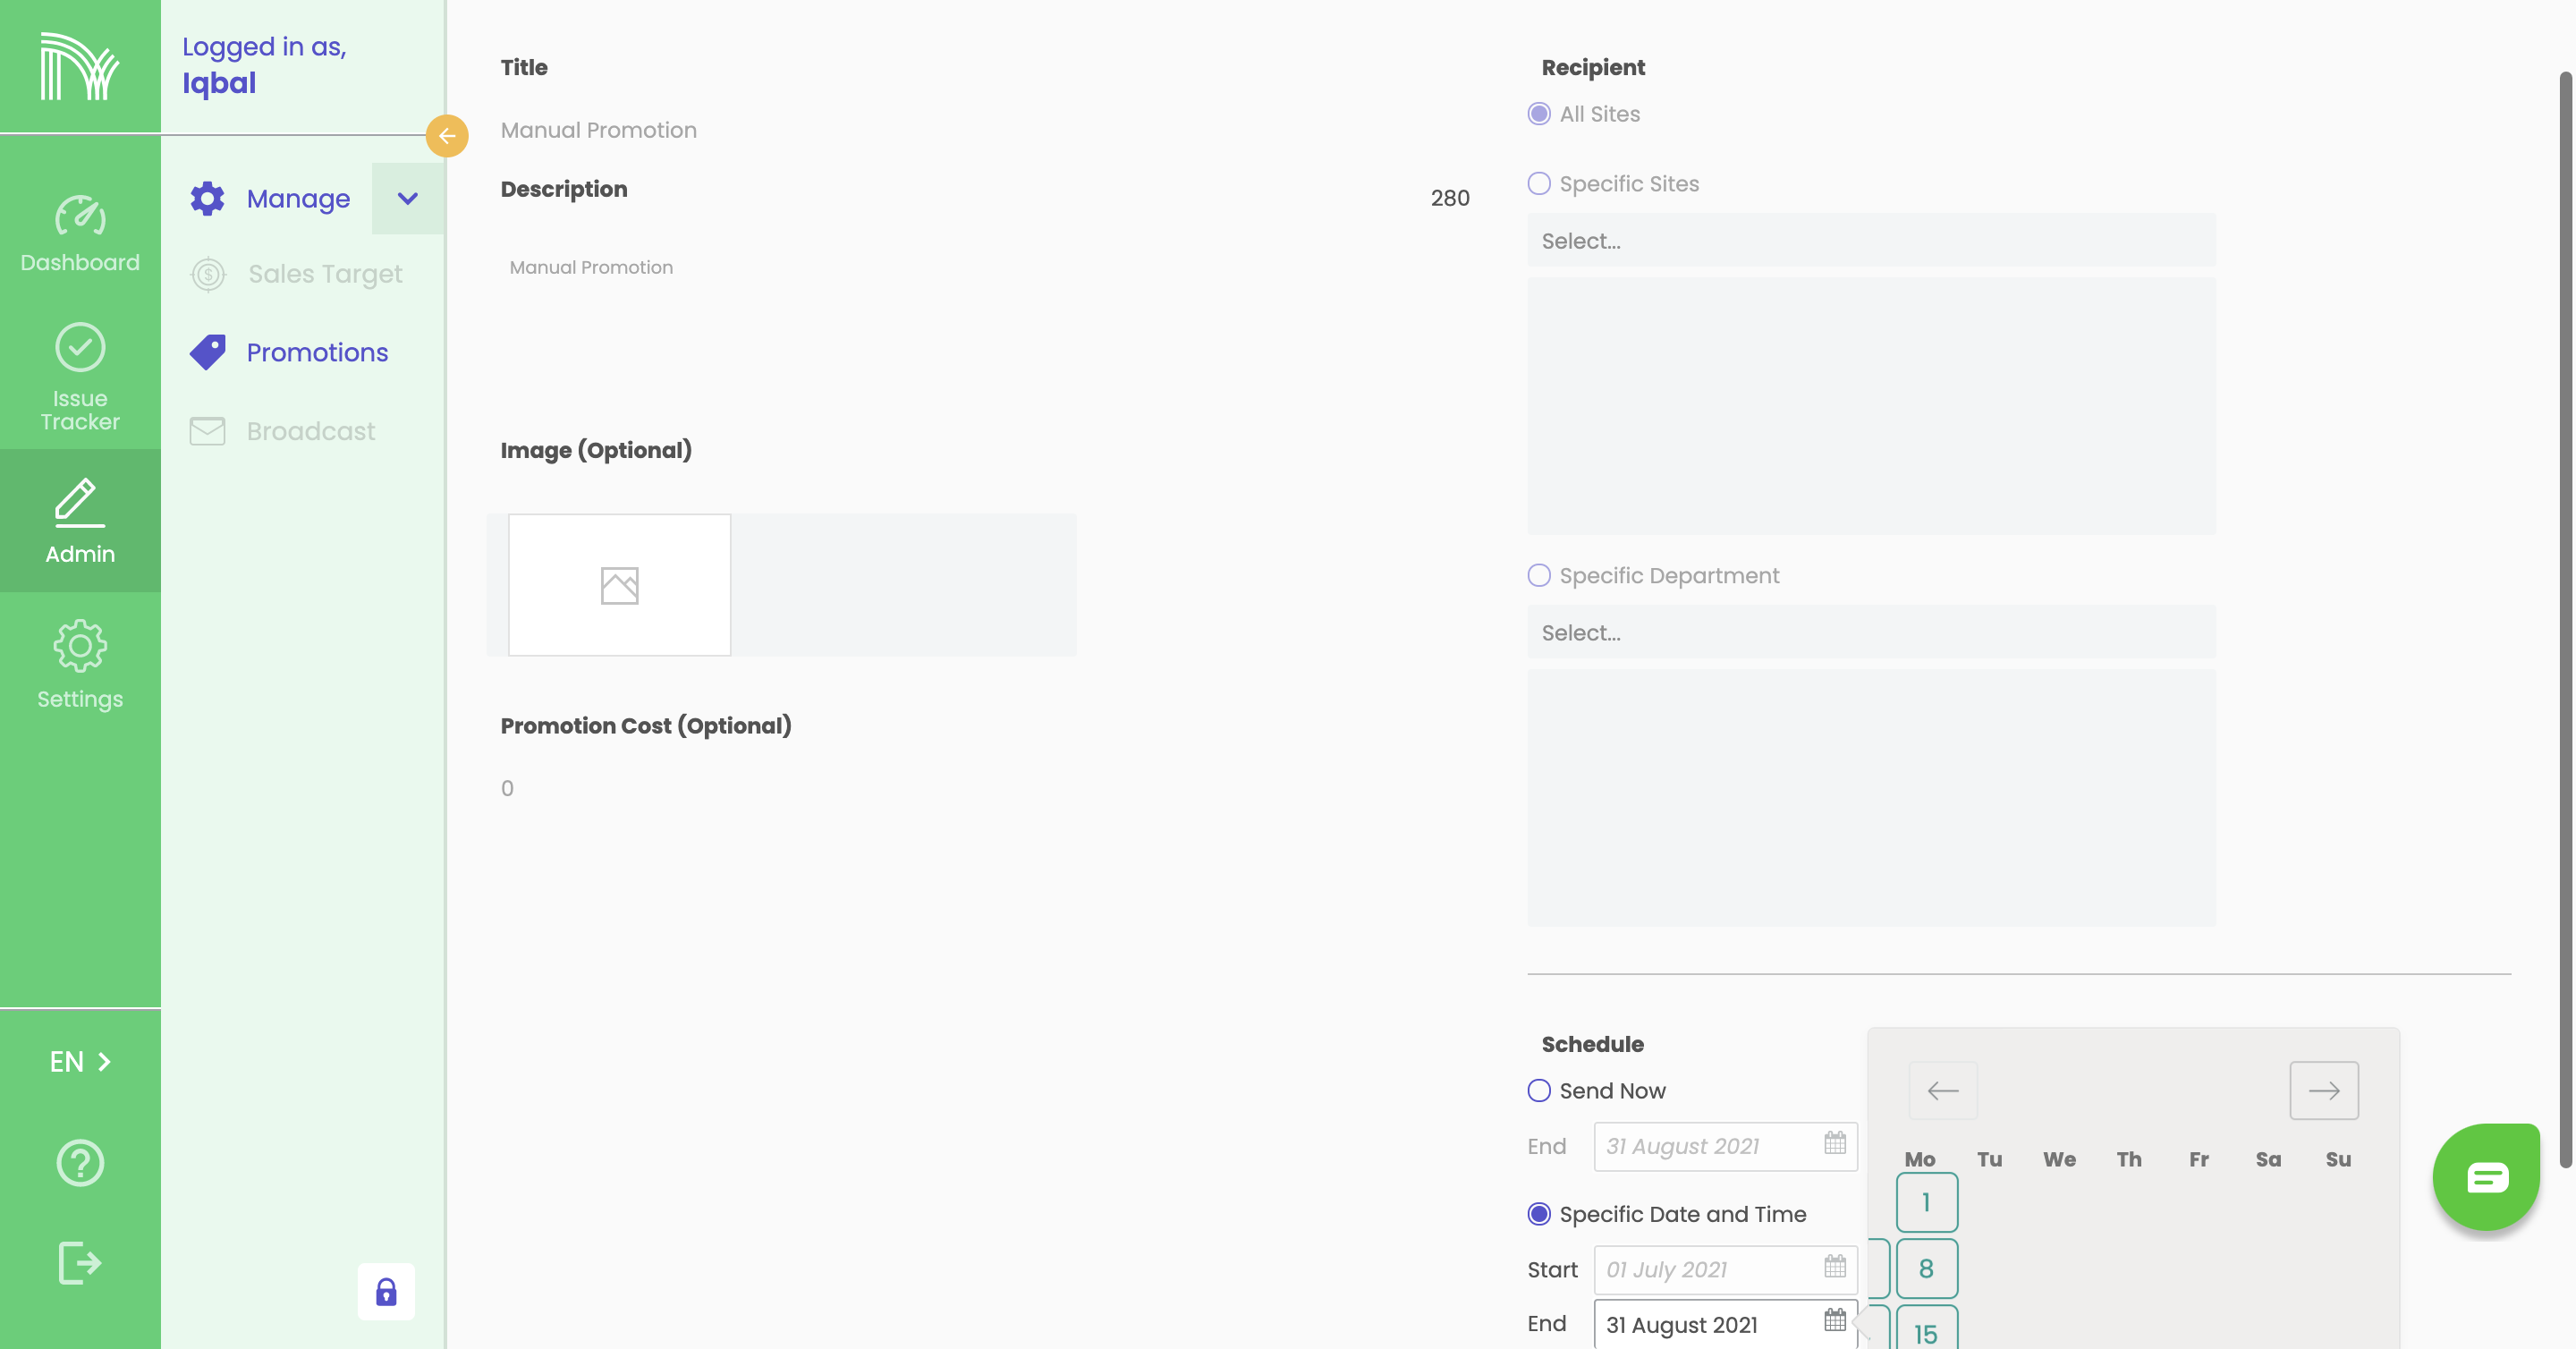 Logged in as,
Iqbal
Dashboard
Issue
Tracker
Admin
Settings
EN
Manage
Sales Target
Promotions
Broadcast
Title
Manual Promotion
Description
280
Manual Promotion
Image (Optional)
Promotion Cost (Optional)
0
Recipient
All Sites
Specific Sites
Select...
Specific Department
Select...
Schedule
Send Now
End 31 August 2021
Specific Date and Time
Start 01 July 2021
End 31 August 2021
Mo Tu We Th Fr Sa Su
1
8
15